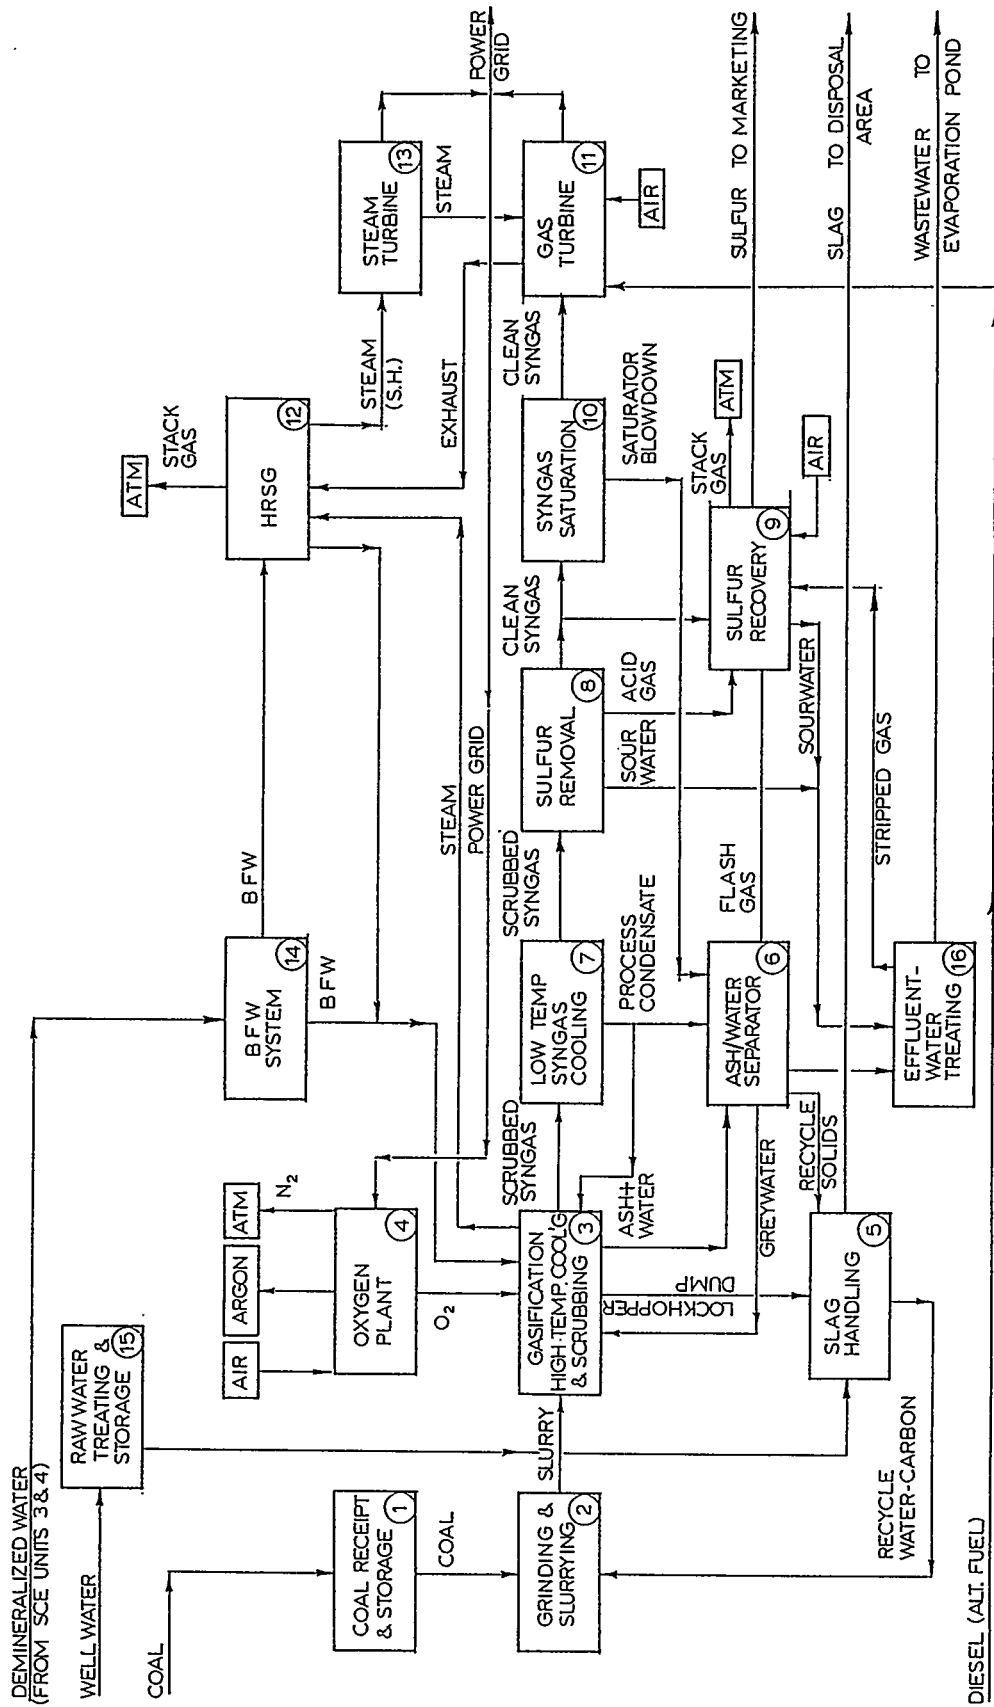 DEMINERALIZED WATER
(FROM SCE UNITS 3 & 4)
WELL WATER
COAL
RAW WATER
TREATING &
STORAGE
15
BFW
SYSTEM
14
BFW
BFW
HRSG
12
ATM
STACK
GAS
STEAM
(S.H.)
STEAM
TURBINE
13
STEAM
POWER
GRID
COAL RECEIPT
& STORAGE
1
COAL
AIR
ARGON
ATM
N2
OXYGEN
PLANT
4
O2
STEAM
POWER GRID
EXHAUST
GRINDING &
SLURRYING
2
SLURRY
GASIFICATION
HIGH-TEMP. COOL'G
& SCRUBBING
3
SCRUBBED
SYNGAS
LOW TEMP
SYNGAS
COOLING
7
SCRUBBED
SYNGAS
SULFUR
REMOVAL
8
CLEAN
SYNGAS
SYNGAS
SATURATION
10
CLEAN
SYNGAS
GAS
TURBINE
11
AIR
ASH+
WATER
PROCESS
CONDENSATE
SOUR
WATER
ACID
GAS
SATURATOR
BLOWDOWN
LOCKHOPPER
DUMP
GREYWATER
ASH/WATER
SEPARATOR
6
FLASH
GAS
SULFUR
RECOVERY
9
STACK
GAS
ATM
AIR
SULFUR TO MARKETING
RECYCLE
SOLIDS
SOURWATER
SLAG
HANDLING
5
SLAG TO DISPOSAL
AREA
RECYCLE
WATER-CARBON
EFFLUENT-
WATER
TREATING
16
STRIPPED GAS
WASTEWATER TO
EVAPORATION POND
DIESEL (ALT. FUEL)